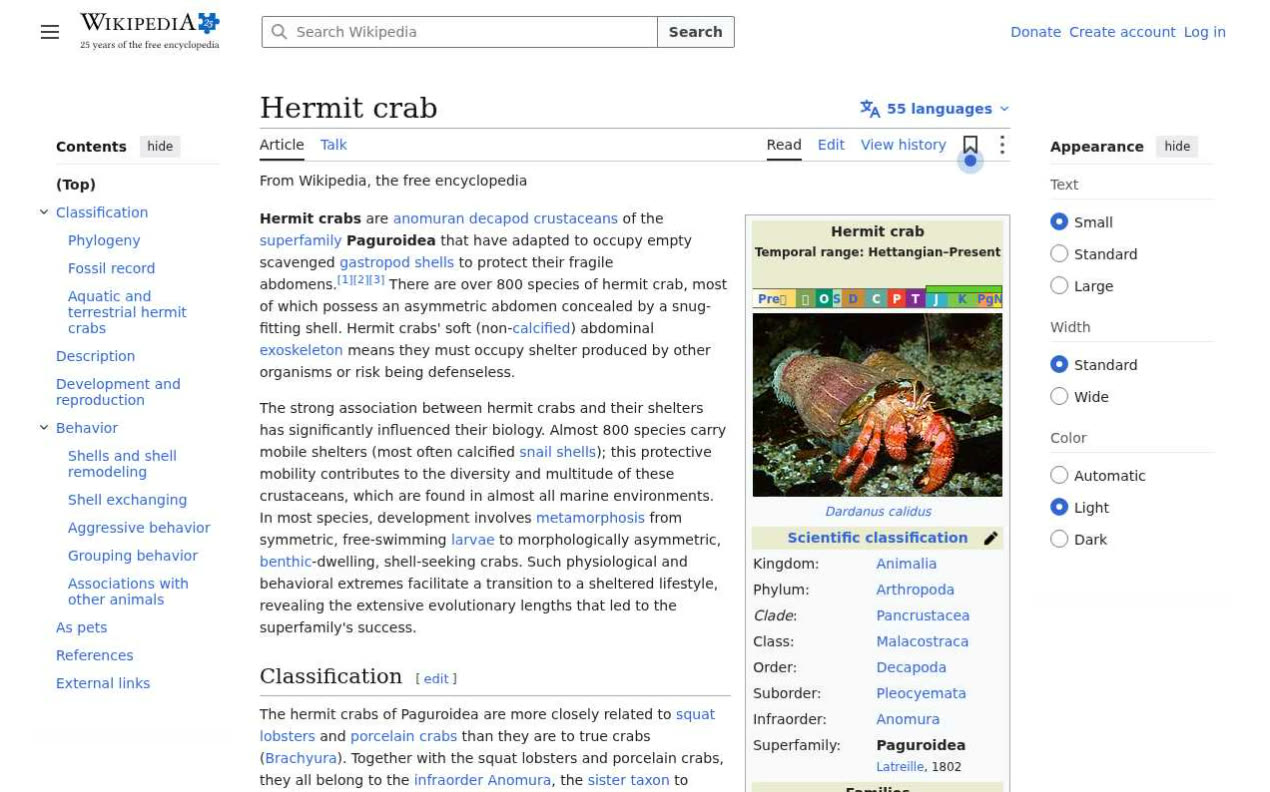 WIKIPEDIA 25
25 years of the free encyclopedia
Search Wikipedia
Search
Donate Create account Log in
Contents hide
(Top)
Classification
Phylogeny
Fossil record
Aquatic and
terrestrial hermit
crabs
Description
Development and
reproduction
Behavior
Shells and shell
remodeling
Shell exchanging
Aggressive behavior
Grouping behavior
Associations with
other animals
As pets
References
External links
Hermit crab
55 languages
Article Talk
Read Edit View history
From Wikipedia, the free encyclopedia
Hermit crabs are anomuran decapod crustaceans of the
superfamily Paguroidea that have adapted to occupy empty
scavenged gastropod shells to protect their fragile
abdomens.[1][2][3] There are over 800 species of hermit crab, most
of which possess an asymmetric abdomen concealed by a snug-
fitting shell. Hermit crabs' soft (non-calcified) abdominal
exoskeleton means they must occupy shelter produced by other
organisms or risk being defenseless.
The strong association between hermit crabs and their shelters
has significantly influenced their biology. Almost 800 species carry
mobile shelters (most often calcified snail shells); this protective
mobility contributes to the diversity and multitude of these
crustaceans, which are found in almost all marine environments.
In most species, development involves metamorphosis from
symmetric, free-swimming larvae to morphologically asymmetric,
benthic-dwelling, shell-seeking crabs. Such physiological and
behavioral extremes facilitate a transition to a sheltered lifestyle,
revealing the extensive evolutionary lengths that led to the
superfamily's success.
Classification [ edit ]
The hermit crabs of Paguroidea are more closely related to squat
lobsters and porcelain crabs than they are to true crabs
(Brachyura). Together with the squat lobsters and porcelain crabs,
they all belong to the infraorder Anomura, the sister taxon to
Hermit crab
Temporal range: Hettangian–Present
Pre O S D C P T J K PgN
Dardanus calidus
Scientific classification
Kingdom: Animalia
Phylum: Arthropoda
Clade: Pancrustacea
Class: Malacostraca
Order: Decapoda
Suborder: Pleocyemata
Infraorder: Anomura
Superfamily: Paguroidea
Latreille, 1802
Families
Appearance hide
Text
Small
Standard
Large
Width
Standard
Wide
Color
Automatic
Light
Dark